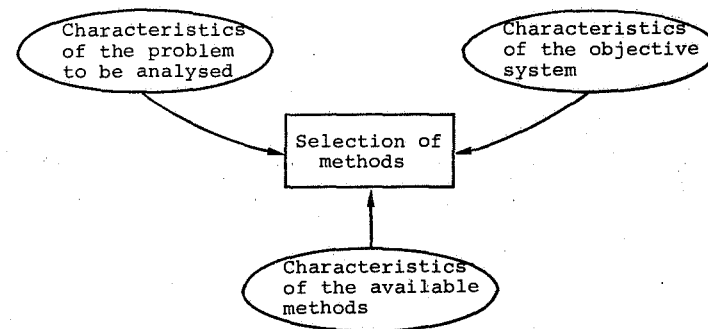 Characteristics
of the problem
to be analysed
Characteristics
of the objective
system
Selection of
methods
Characteristics
of the available
methods